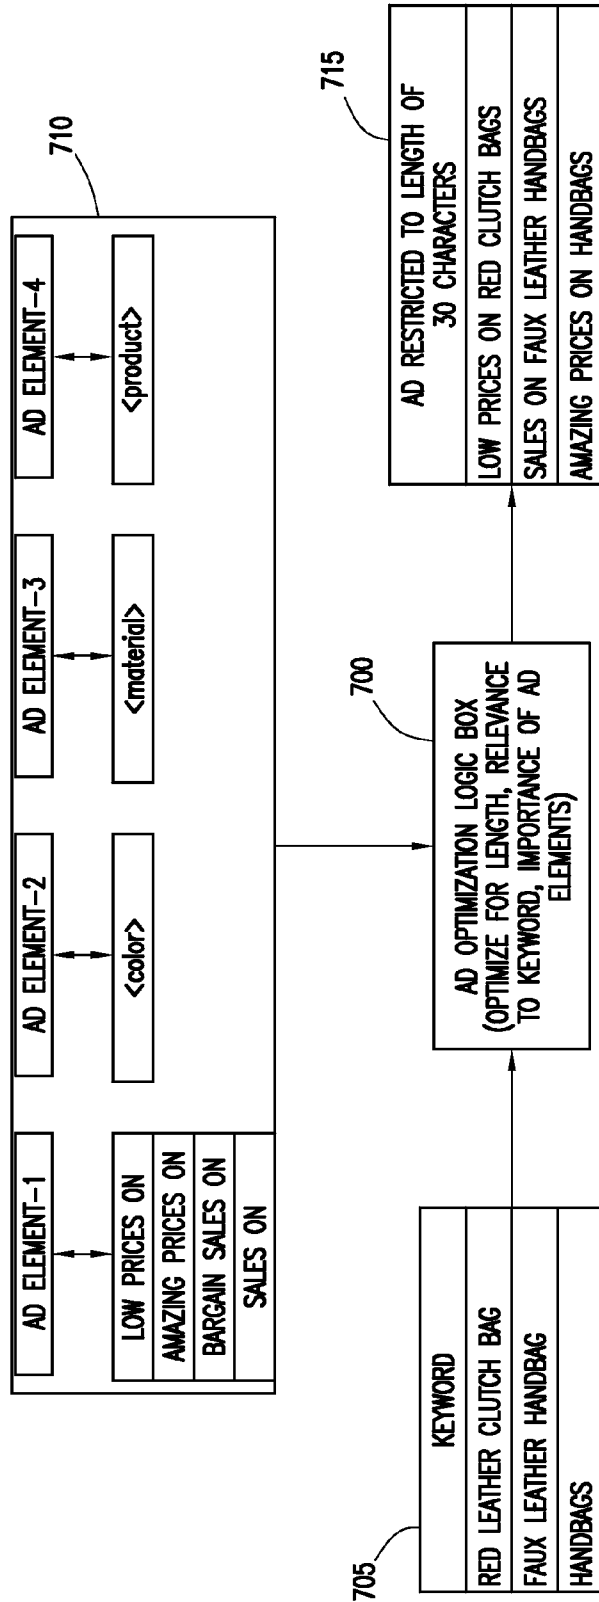 710
AD ELEMENT-1
AD ELEMENT-2
AD ELEMENT-3
AD ELEMENT-4
LOW PRICES ON
AMAZING PRICES ON
BARGAIN SALES ON
SALES ON
<color>
<material>
<product>
705
KEYWORD
RED LEATHER CLUTCH BAG
FAUX LEATHER HANDBAG
HANDBAGS
700
AD OPTIMIZATION LOGIC BOX
(OPTIMIZE FOR LENGTH, RELEVANCE
TO KEYWORD, IMPORTANCE OF AD
ELEMENTS)
715
AD RESTRICTED TO LENGTH OF
30 CHARACTERS
LOW PRICES ON RED CLUTCH BAGS
SALES ON FAUX LEATHER HANDBAGS
AMAZING PRICES ON HANDBAGS